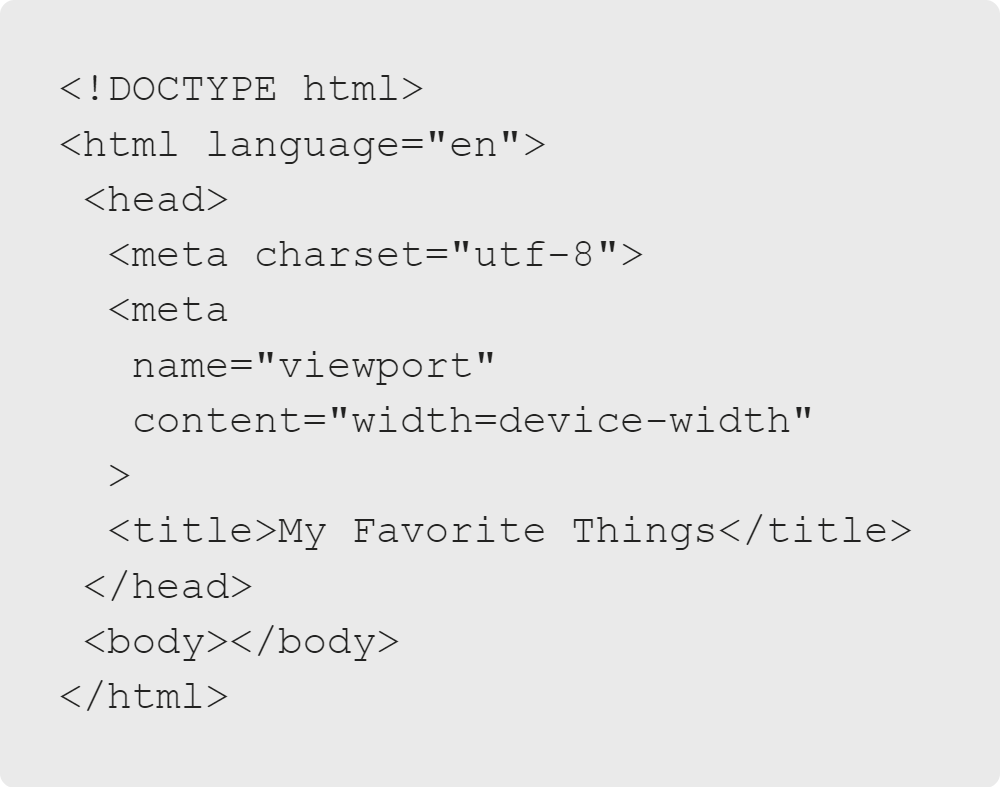 <!DOCTYPE html>
<html language="en">
 <head>
  <meta charset="utf-8">
  <meta
   name="viewport"
   content="width=device-width"
  >
  <title>My Favorite Things</title>
 </head>
 <body></body>
</html>